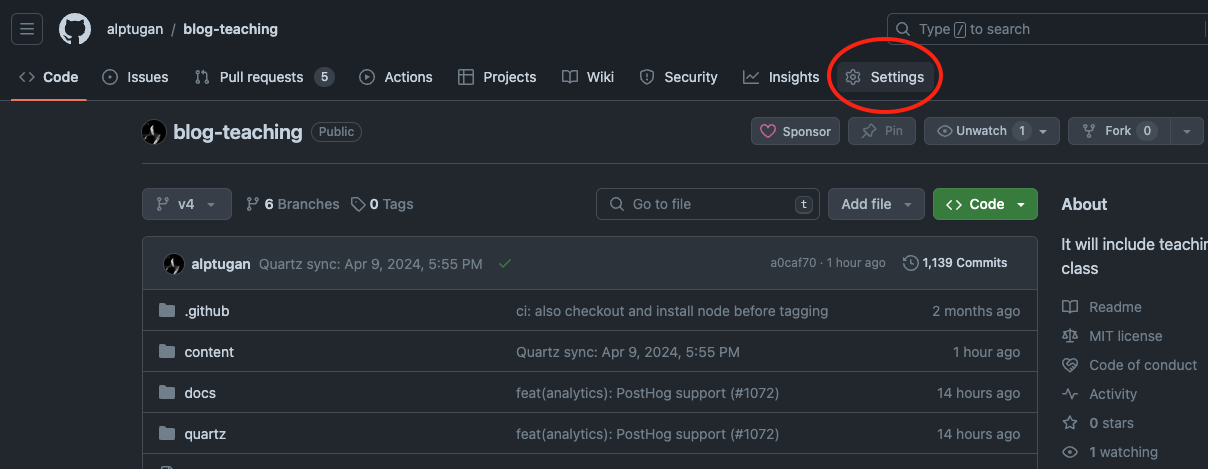 alptugan / blog-teaching
Type / to search
Code Issues Pull requests 5 Actions Projects Wiki Security Insights Settings
blog-teaching Public
Sponsor Pin Unwatch 1 Fork 0
v4 6 Branches 0 Tags
Go to file t Add file Code
About
It will include teachin
class
alptugan Quartz sync: Apr 9, 2024, 5:55 PM a0caf70 · 1 hour ago 1,139 Commits
.github ci: also checkout and install node before tagging 2 months ago
content Quartz sync: Apr 9, 2024, 5:55 PM 1 hour ago
docs feat(analytics): PostHog support (#1072) 14 hours ago
quartz feat(analytics): PostHog support (#1072) 14 hours ago
Readme
MIT license
Code of conduct
Activity
0 stars
1 watching